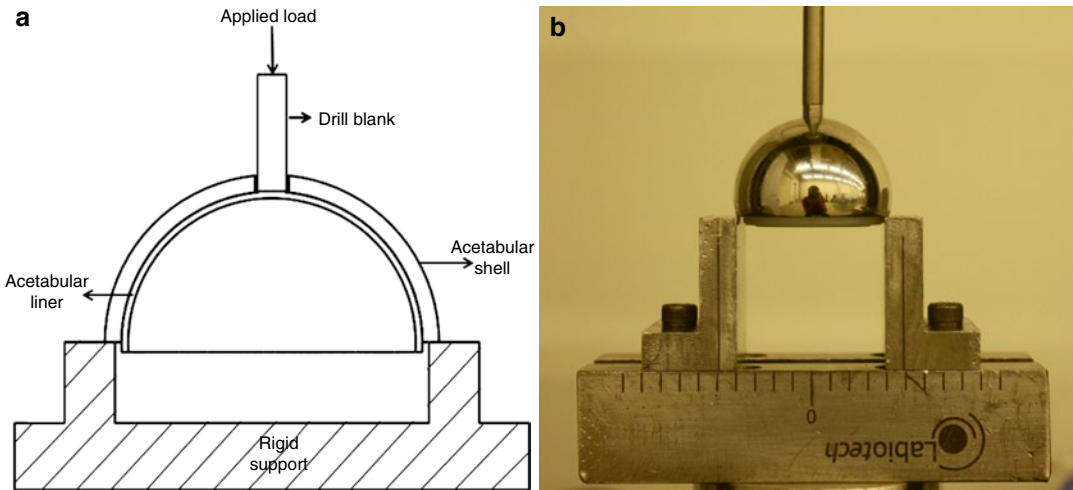 a
Applied load
Drill blank
Acetabular
shell
Acetabular
liner
Rigid
support
b
0
Labiotech